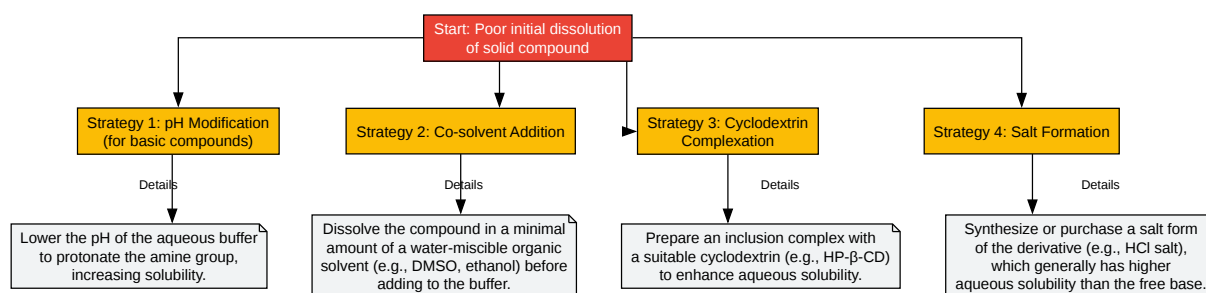 Start: Poor initial dissolution
of solid compound
Strategy 1: pH Modification
(for basic compounds)
Strategy 2: Co-solvent Addition
Strategy 3: Cyclodextrin
Complexation
Strategy 4: Salt Formation
Details
Details
Details
Details
Lower the pH of the aqueous buffer
to protonate the amine group,
increasing solubility.
Dissolve the compound in a minimal
amount of a water-miscible organic
solvent (e.g., DMSO, ethanol) before
adding to the buffer.
Prepare an inclusion complex with
a suitable cyclodextrin (e.g., HP-β-CD)
to enhance aqueous solubility.
Synthesize or purchase a salt form
of the derivative (e.g., HCl salt),
which generally has higher
aqueous solubility than the free base.